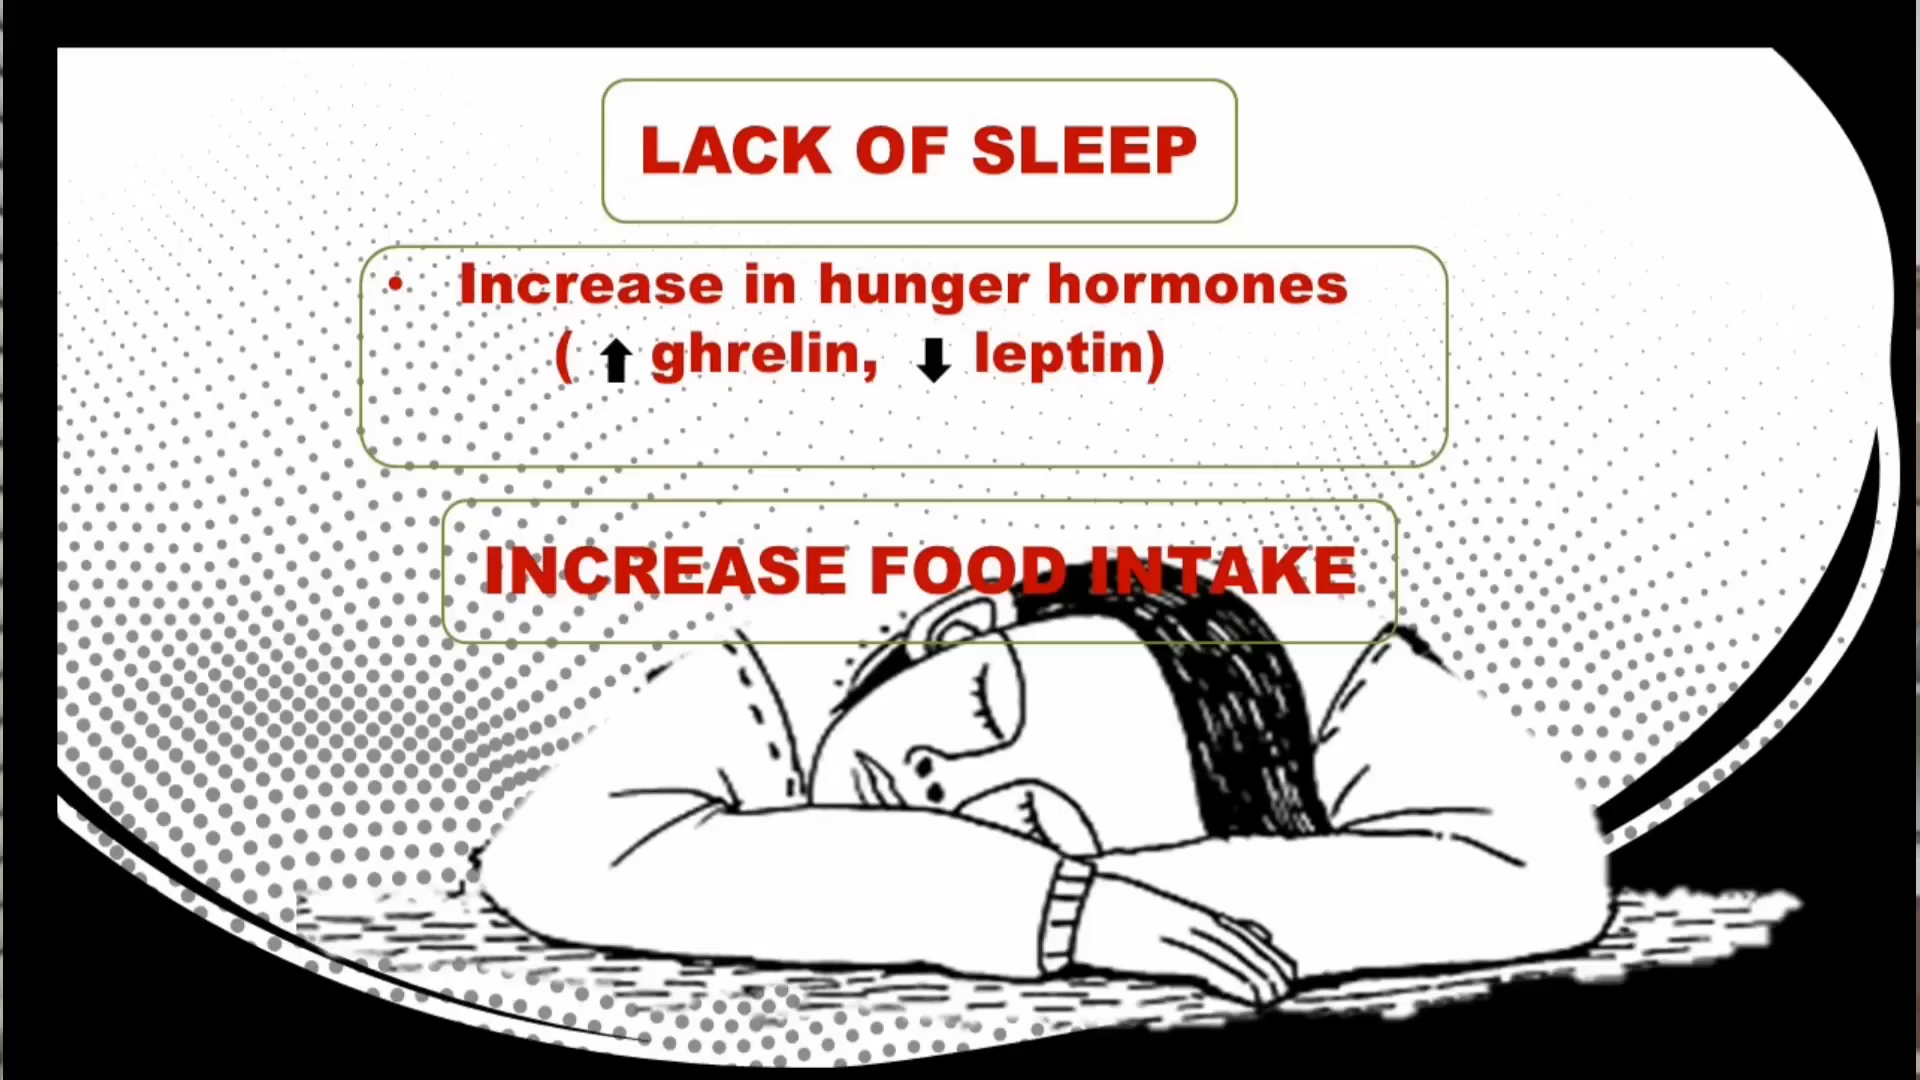 LACK OF SLEEP
• Increase in hunger hormones
( ⬆ ghrelin, ⬇ leptin)
INCREASE FOOD INTAKE